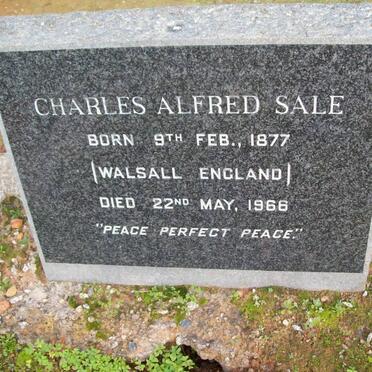 CHARLES ALFRED SALE
BORN 9TH FEB., 1877
(WALSALL ENGLAND)
DIED 22ND MAY, 1966
"PEACE PERFECT PEACE."